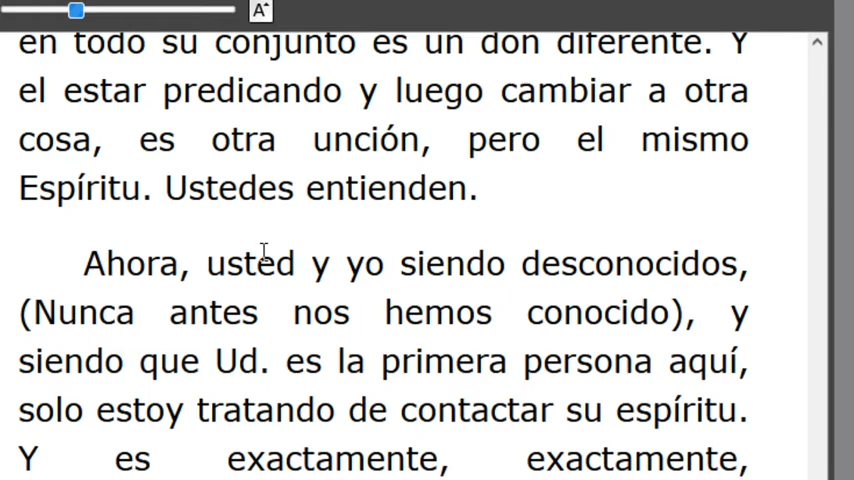 A
en todo su conjunto es un don diferente. Y
el estar predicando y luego cambiar a otra
cosa, es otra unción, pero el mismo
Espíritu. Ustedes entienden.
Ahora, usted y yo siendo desconocidos,
(Nunca antes nos hemos conocido), y
siendo que Ud. es la primera persona aquí,
solo estoy tratando de contactar su espíritu.
Y es exactamente, exactamente,